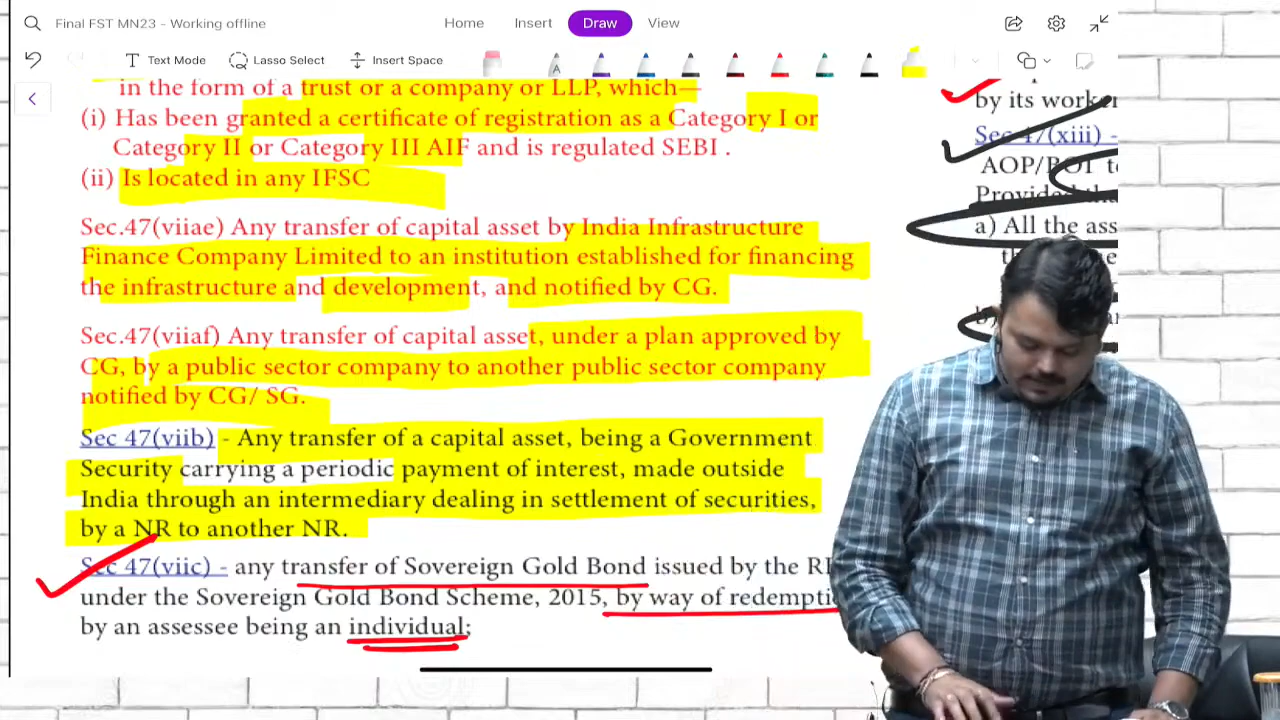 Final FST MN23 - Working offline
Home Insert Draw View
Text Mode Lasso Select Insert Space
in the form of a trust or a company or LLP, which—
(i) Has been granted a certificate of registration as a Category I or
Category II or Category III AIF and is regulated SEBI .
(ii) Is located in any IFSC
Sec.47(viiae) Any transfer of capital asset by India Infrastructure
Finance Company Limited to an institution established for financing
the infrastructure and development, and notified by CG.
Sec.47(viiaf) Any transfer of capital asset, under a plan approved by
CG, by a public sector company to another public sector company
notified by CG/ SG.
Sec 47(viib) - Any transfer of a capital asset, being a Government
Security carrying a periodic payment of interest, made outside
India through an intermediary dealing in settlement of securities,
by a NR to another NR.
Sec 47(viic) - any transfer of Sovereign Gold Bond issued by the
under the Sovereign Gold Bond Scheme, 2015, by way of
by an assessee being an individual;
by its
Sec 47(xiii) -
AOP/BOI
a) All the